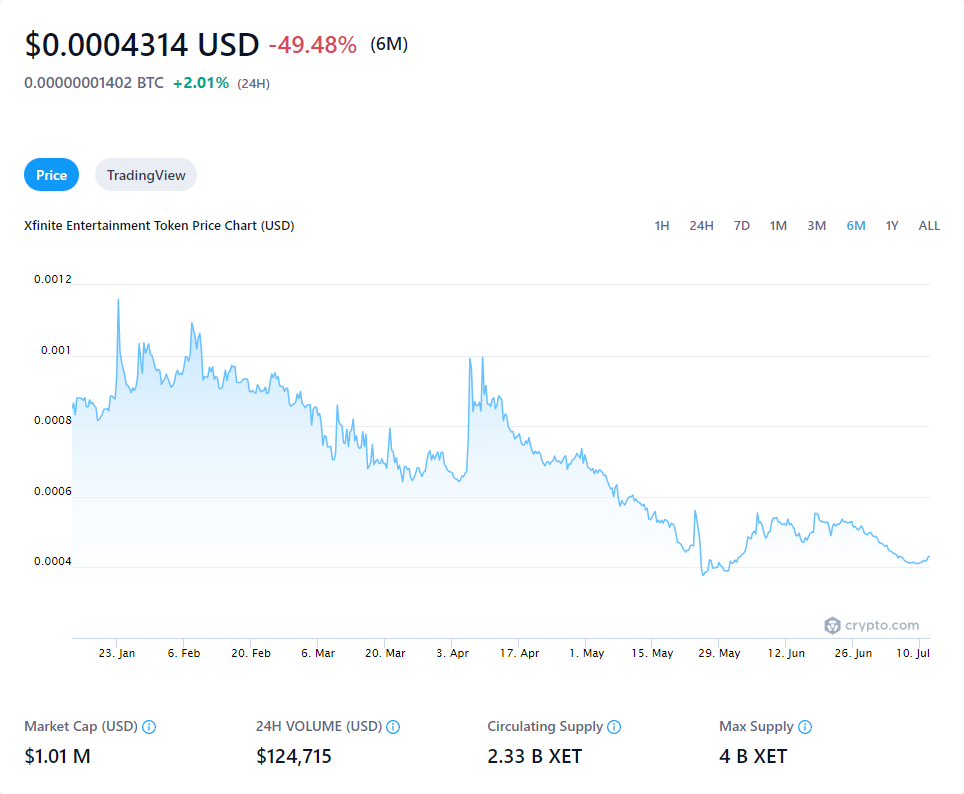 $0.0004314 USD -49.48% (6M)
0.00000001402 BTC +2.01% (24H)
Price TradingView
Xfinite Entertainment Token Price Chart (USD) 1H 24H 7D 1M 3M 6M 1Y ALL
0.0012
0.001
0.0008
0.0006
0.0004
crypto.com
23. Jan 6. Feb 20. Feb 6. Mar 20. Mar 3. Apr 17. Apr 1. May 15. May 29. May 12. Jun 26. Jun 10. Jul
Market Cap (USD) 24H VOLUME (USD) Circulating Supply Max Supply
$1.01 M $124,715 2.33 B XET 4 B XET